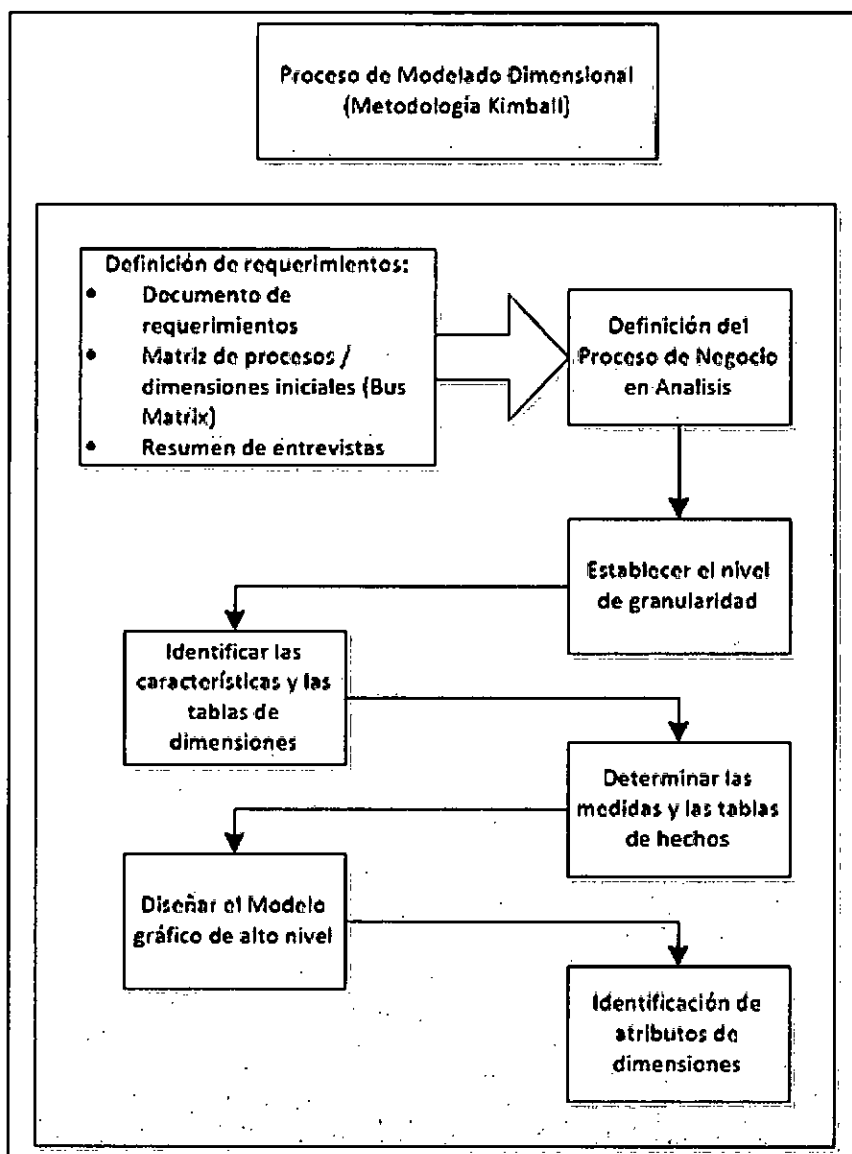 Proceso de Modelado Dimensional
(Metodología Kimball)
Definición de requerimientos:
• Documento de
requerimientos
• Matriz de procesos /
dimensiones iniciales (Bus
Matrix)
• Resumen de entrevistas
Definición del
Proceso de Negocio
en Analisis
Establecer el nivel
de granularidad
Identificar las
características y las
tablas de
dimensiones
Determinar las
medidas y las tablas
de hechos
Diseñar el Modelo
gráfico de alto nivel
Identificación de
atributos de
dimensiones